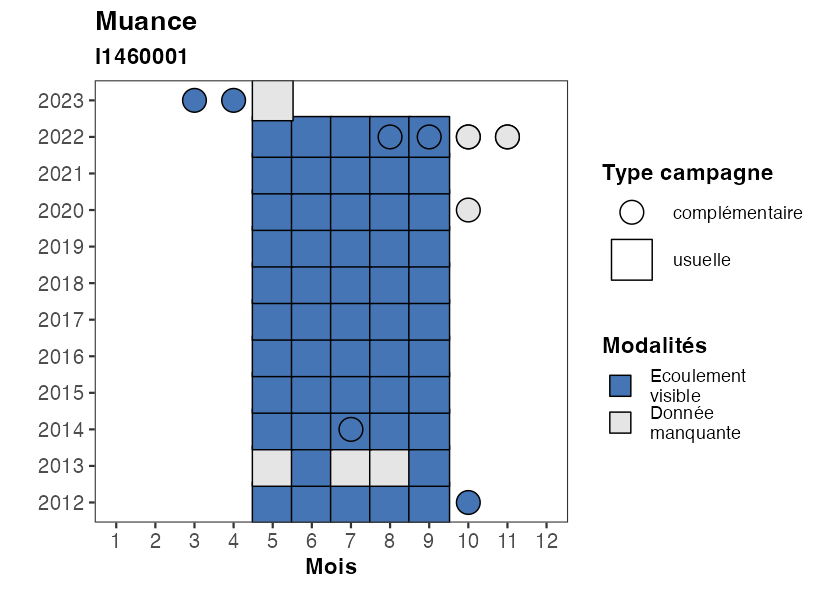 Muance
I1460001
2023
2022
2021
2020
2019
2018
2017
2016
2015
2014
2013
2012
1 2 3 4 5 6 7 8 9 10 11 12
Mois
Type campagne
complémentaire
usuelle
Modalités
Ecoulement
visible
Donnée
manquante